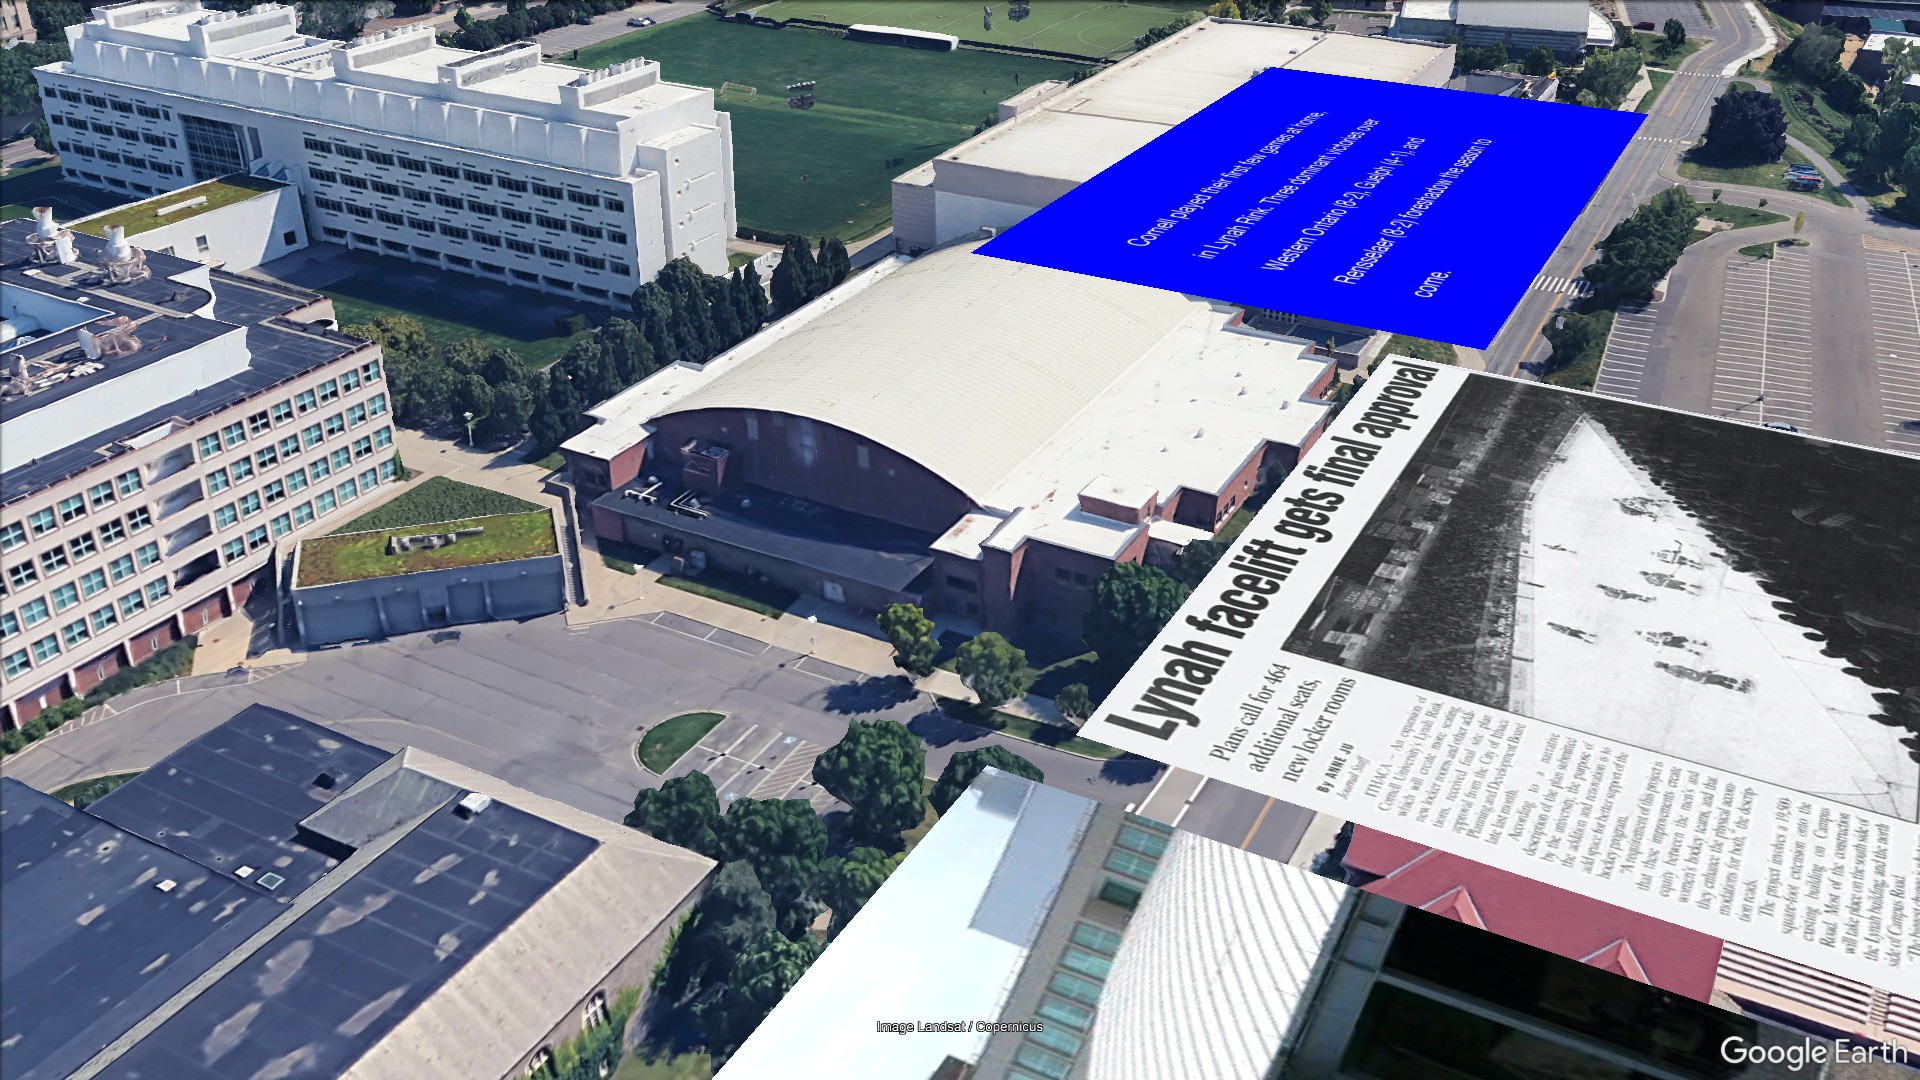 Cornell played their first few games at home,
in Lynah Rink. Three dominant victories over
Western Ontario (8-2), Guelph (4-1), and
Rensselaer (8-2) foreshadow the season to
come.
Lynah facelift gets final approval
Plans call for 464
additional seats,
new locker rooms
By ANNE JU
Journal Staff
ITHACA — An expansion of
Cornell University's Lynah Rink
which will create more seating,
new locker rooms and other addi-
tions, received final site plan
approval from the City of Ithaca
Planning and Development Board
late last month.
According to a narrative
description of the plan submitted
by the university, the purpose of
the addition and renovation is to
add space for better support of the
hockey program.
"A requirement of this project is
that these improvements create
equity between the men's and
women's hockey teams, and that
they enhance the physical accom-
modations for both," the descrip-
tion reads.
The project involves a 19,500-
square-foot extension onto the
existing building on Campus
Road. Most of the construction
will take place on the south side of
the Lynah building and the north
side of Campus Road.
Image Landsat / Copernicus
Google Earth